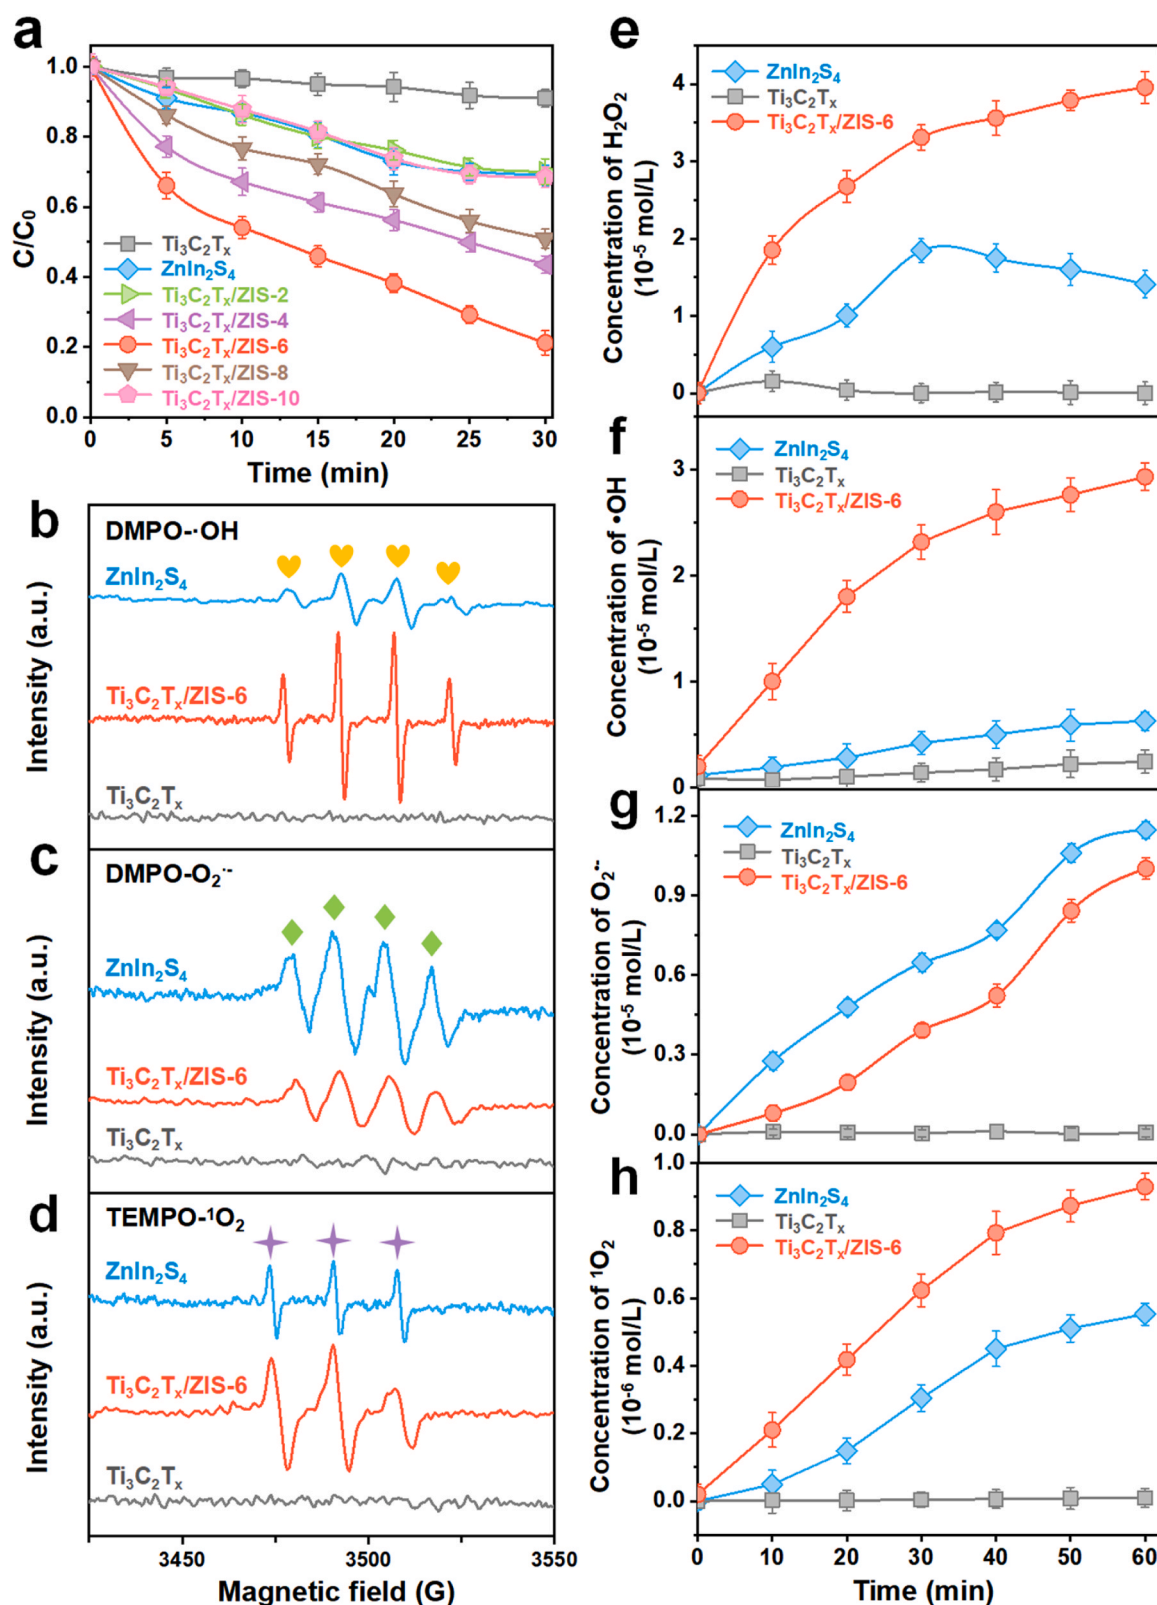 a
C/C₀
1.0
0.8
0.6
0.4
0.2
0.0
Ti₃C₂Tₓ
ZnIn₂S₄
Ti₃C₂Tₓ/ZIS-2
Ti₃C₂Tₓ/ZIS-4
Ti₃C₂Tₓ/ZIS-6
Ti₃C₂Tₓ/ZIS-8
Ti₃C₂Tₓ/ZIS-10
0 5 10 15 20 25 30
Time (min)
b
DMPO-·OH
ZnIn₂S₄
Ti₃C₂Tₓ/ZIS-6
Ti₃C₂Tₓ
Intensity (a.u.)
c
DMPO-O₂·⁻
ZnIn₂S₄
Ti₃C₂Tₓ/ZIS-6
Ti₃C₂Tₓ
Intensity (a.u.)
d
TEMPO-¹O₂
ZnIn₂S₄
Ti₃C₂Tₓ/ZIS-6
Ti₃C₂Tₓ
Intensity (a.u.)
3450 3500 3550
Magnetic field (G)
e
Concentration of H₂O₂
(10⁻⁵ mol/L)
4
3
2
1
0
ZnIn₂S₄
Ti₃C₂Tₓ
Ti₃C₂Tₓ/ZIS-6
f
Concentration of •OH
(10⁻⁵ mol/L)
3
2
1
0
ZnIn₂S₄
Ti₃C₂Tₓ
Ti₃C₂Tₓ/ZIS-6
g
Concentration of O₂·⁻
(10⁻⁵ mol/L)
1.2
0.9
0.6
0.3
0.0
ZnIn₂S₄
Ti₃C₂Tₓ
Ti₃C₂Tₓ/ZIS-6
h
Concentration of ¹O₂
(10⁻⁶ mol/L)
1.0
0.8
0.6
0.4
0.2
0.0
ZnIn₂S₄
Ti₃C₂Tₓ
Ti₃C₂Tₓ/ZIS-6
0 10 20 30 40 50 60
Time (min)